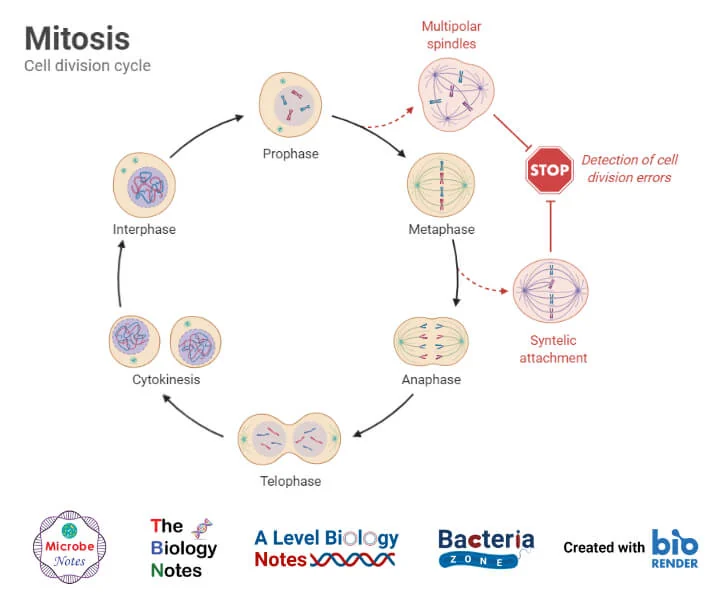 Mitosis
Cell division cycle
Multipolar
spindles
Prophase
STOP
Detection of cell
division errors
Interphase
Metaphase
Syntelic
attachment
Cytokinesis
Anaphase
Telophase
Microbe
Notes
The
Biology
Notes
A Level Biology
Notes
Bacteria
ZONE
Created with bio
RENDER